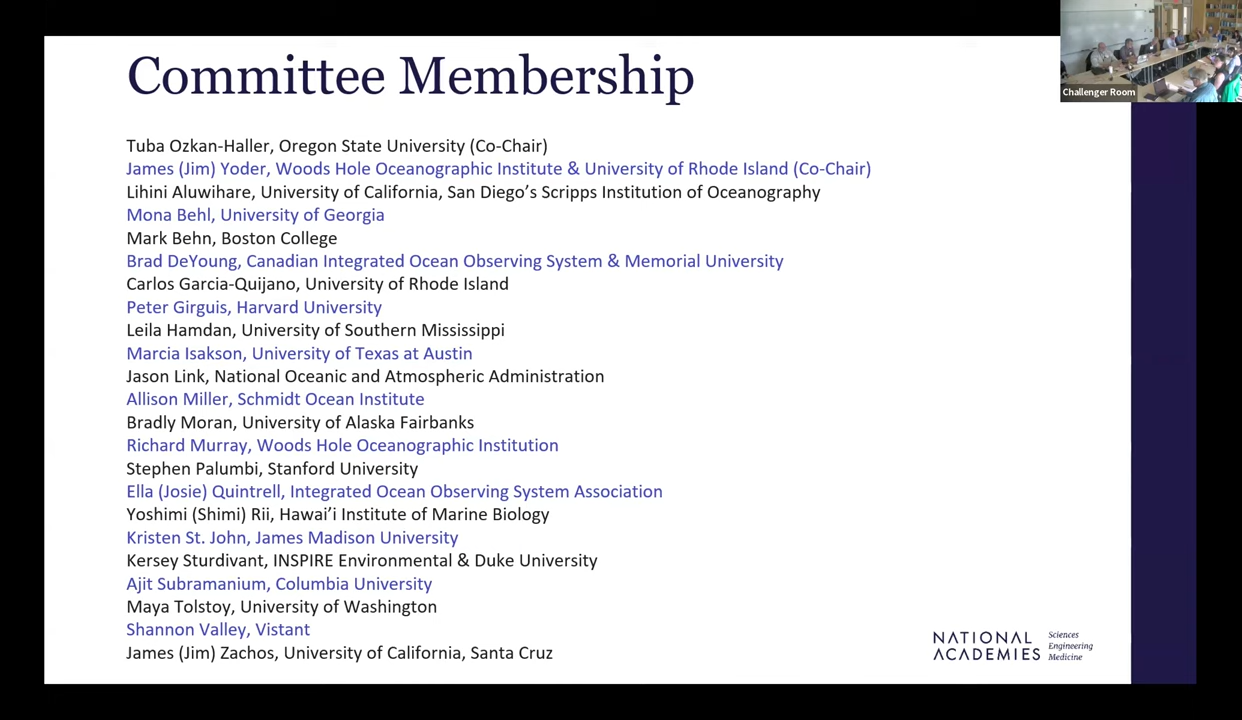 Committee Membership
Challenger Room
Tuba Ozkan-Haller, Oregon State University (Co-Chair)
James (Jim) Yoder, Woods Hole Oceanographic Institute & University of Rhode Island (Co-Chair)
Lihini Aluwihare, University of California, San Diego’s Scripps Institution of Oceanography
Mona Behl, University of Georgia
Mark Behn, Boston College
Brad DeYoung, Canadian Integrated Ocean Observing System & Memorial University
Carlos Garcia-Quijano, University of Rhode Island
Peter Girguis, Harvard University
Leila Hamdan, University of Southern Mississippi
Marcia Isakson, University of Texas at Austin
Jason Link, National Oceanic and Atmospheric Administration
Allison Miller, Schmidt Ocean Institute
Bradly Moran, University of Alaska Fairbanks
Richard Murray, Woods Hole Oceanographic Institution
Stephen Palumbi, Stanford University
Ella (Josie) Quintrell, Integrated Ocean Observing System Association
Yoshimi (Shimi) Rii, Hawai’i Institute of Marine Biology
Kristen St. John, James Madison University
Kersey Sturdivant, INSPIRE Environmental & Duke University
Ajit Subramanium, Columbia University
Maya Tolstoy, University of Washington
Shannon Valley, Vistant
James (Jim) Zachos, University of California, Santa Cruz
NATIONAL ACADEMIES
Sciences
Engineering
Medicine